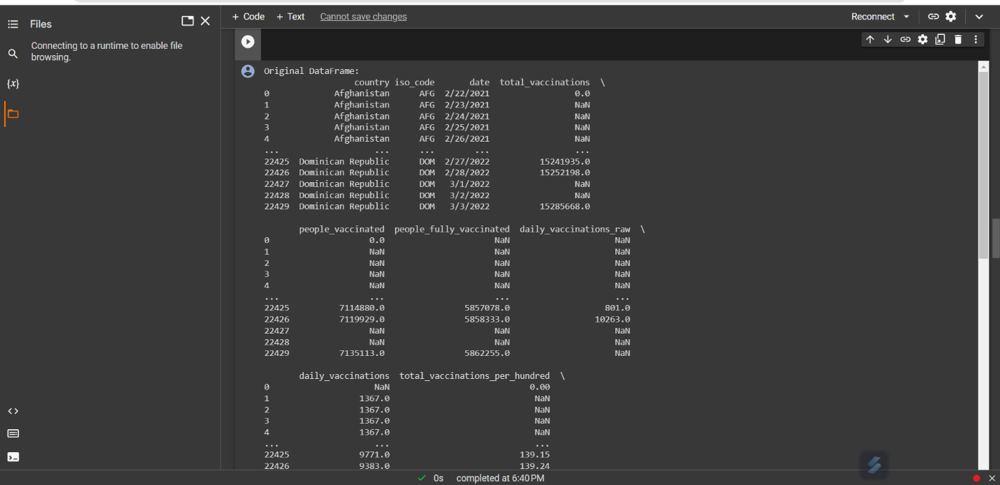 Files
Connecting to a runtime to enable file
browsing.
{x}
+ Code + Text Cannot save changes
Reconnect
Original DataFrame:
country iso_code date total_vaccinations \
0 Afghanistan AFG 2/22/2021 0.0
1 Afghanistan AFG 2/23/2021 NaN
2 Afghanistan AFG 2/24/2021 NaN
3 Afghanistan AFG 2/25/2021 NaN
4 Afghanistan AFG 2/26/2021 NaN
... ... ... ... ...
22425 Dominican Republic DOM 2/27/2022 15241935.0
22426 Dominican Republic DOM 2/28/2022 15252198.0
22427 Dominican Republic DOM 3/1/2022 NaN
22428 Dominican Republic DOM 3/2/2022 NaN
22429 Dominican Republic DOM 3/3/2022 15285668.0
people_vaccinated people_fully_vaccinated daily_vaccinations_raw \
0 0.0 NaN NaN
1 NaN NaN NaN
2 NaN NaN NaN
3 NaN NaN NaN
4 NaN NaN NaN
... ... ... ...
22425 7114880.0 5857078.0 801.0
22426 7119929.0 5858333.0 10263.0
22427 NaN NaN NaN
22428 NaN NaN NaN
22429 7135113.0 5862255.0 NaN
daily_vaccinations total_vaccinations_per_hundred \
0 NaN 0.00
1 1367.0 NaN
2 1367.0 NaN
3 1367.0 NaN
4 1367.0 NaN
... ... ...
22425 9771.0 139.15
22426 9383.0 139.24
0s completed at 6:40 PM